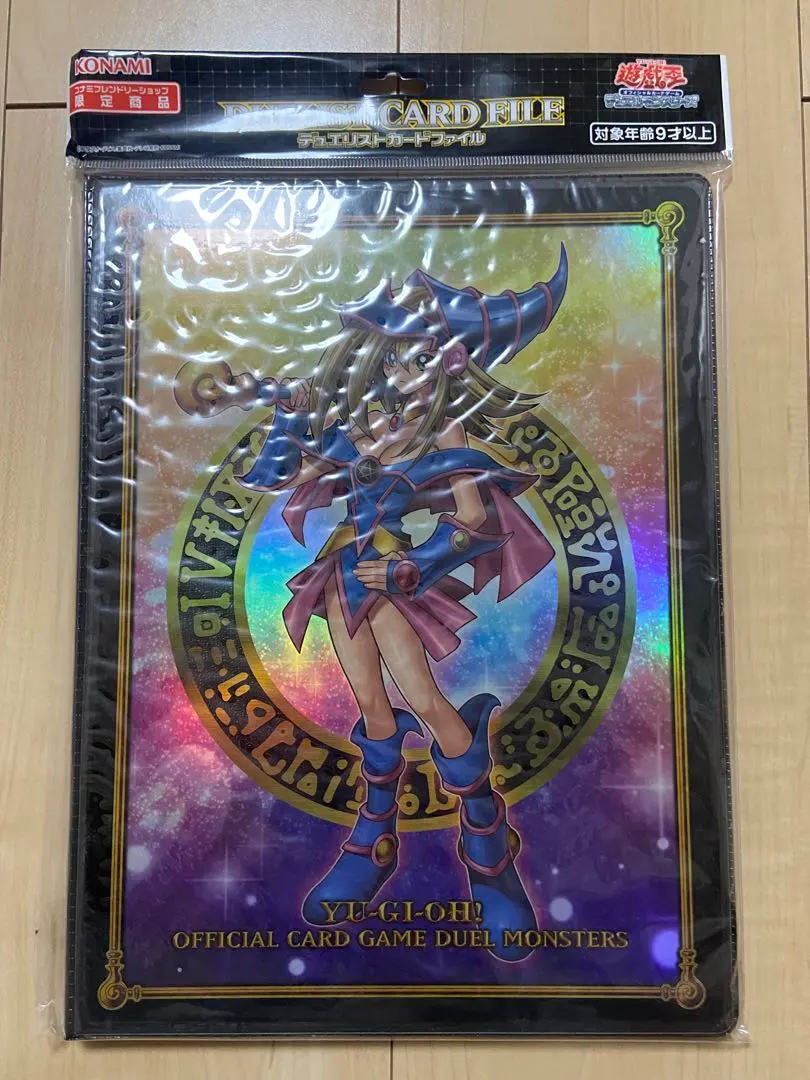 KONAMI
コナミフレンドリーショップ
限定商品
遊戯王
オフィシャルカードゲーム
デュエルモンスターズ
DUELIST CARD FILE
デュエリストカードファイル
対象年齢9才以上
YU-GI-OH!
OFFICIAL CARD GAME DUEL MONSTERS